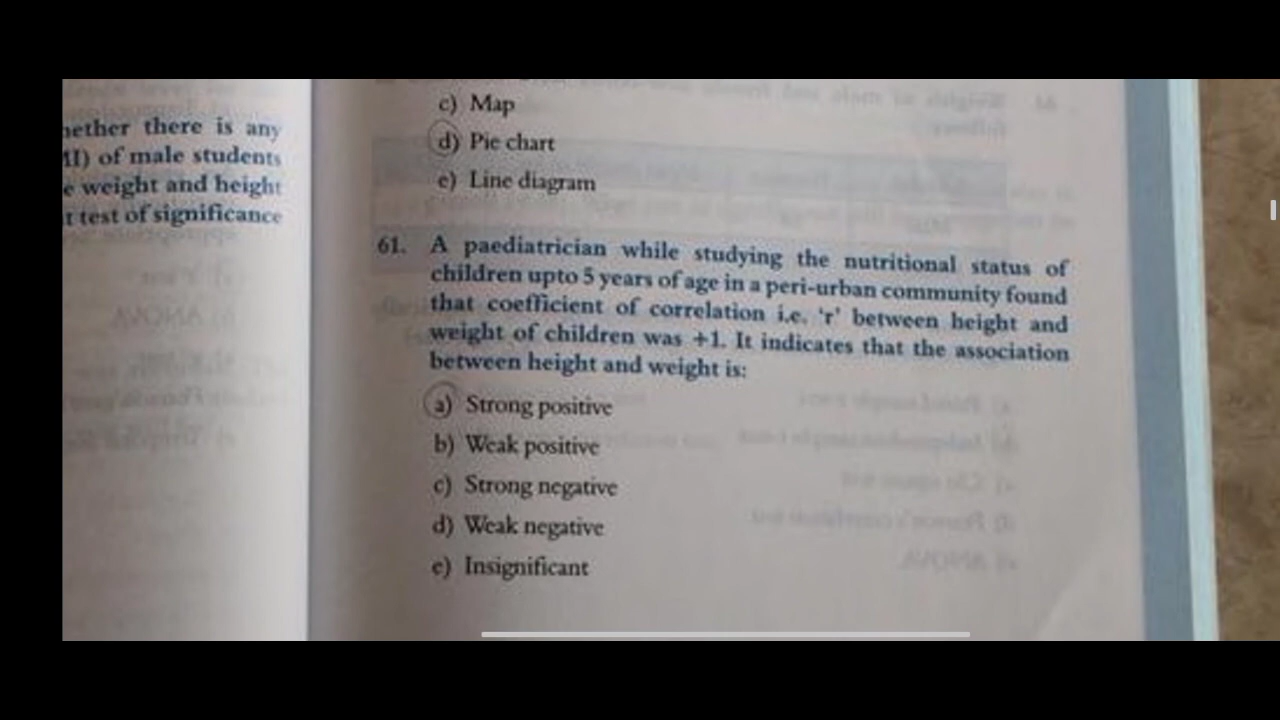 hether there is any
II) of male students
e weight and height
t test of significance
c) Map
d) Pie chart
e) Line diagram
61. A paediatrician while studying the nutritional status of
children upto 5 years of age in a peri-urban community found
that coefficient of correlation i.e. 'r' between height and
weight of children was +1. It indicates that the association
between height and weight is:
a) Strong positive
b) Weak positive
c) Strong negative
d) Weak negative
e) Insignificant